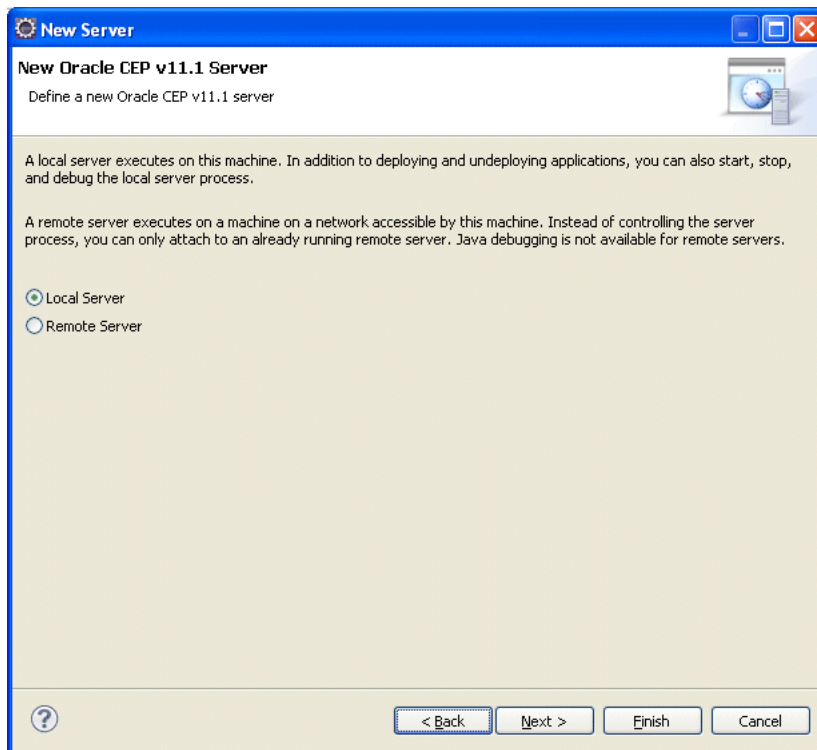 New Server
New Oracle CEP v11.1 Server
Define a new Oracle CEP v11.1 server
A local server executes on this machine. In addition to deploying and undeploying applications, you can also start, stop,
and debug the local server process.
A remote server executes on a machine on a network accessible by this machine. Instead of controlling the server
process, you can only attach to an already running remote server. Java debugging is not available for remote servers.
Local Server
Remote Server
?
< Back Next > Finish Cancel